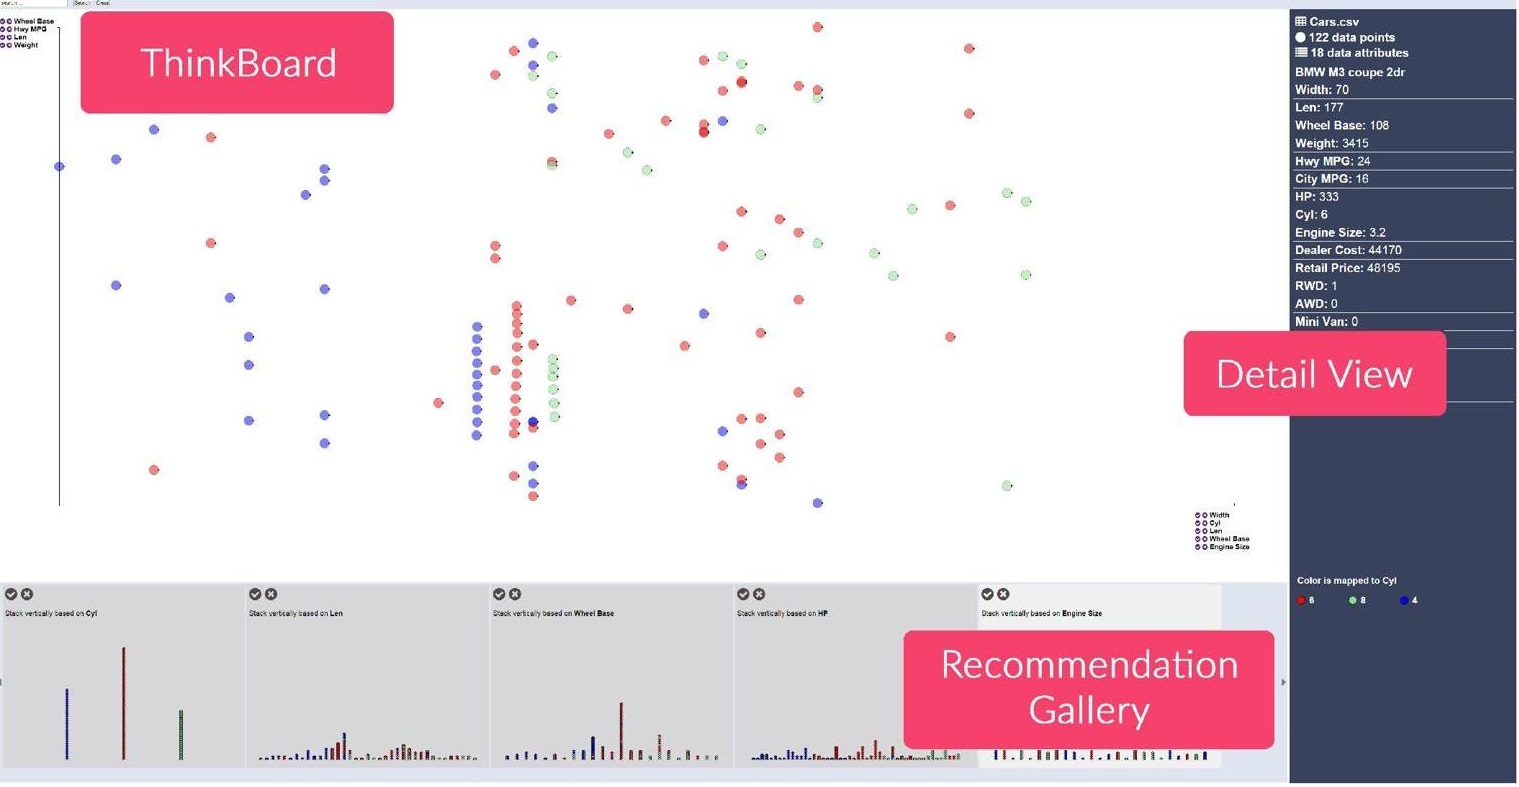 Search ...
Search : Clear
Wheel Base
Hwy MPG
Len
Weight
ThinkBoard
Width
Cyl
Len
Wheel Base
Engine Size
Cars.csv
122 data points
18 data attributes
BMW M3 coupe 2dr
Width: 70
Len: 177
Wheel Base: 108
Weight: 3415
Hwy MPG: 24
City MPG: 16
HP: 333
Cyl: 6
Engine Size: 3.2
Dealer Cost: 44170
Retail Price: 48195
RWD: 1
AWD: 0
Mini Van: 0
Detail View
Color is mapped to Cyl
6 8 4
Stack vertically based on Cyl
Stack vertically based on Len
Stack vertically based on Wheel Base
Stack vertically based on HP
Stack vertically based on Engine Size
Recommendation
Gallery